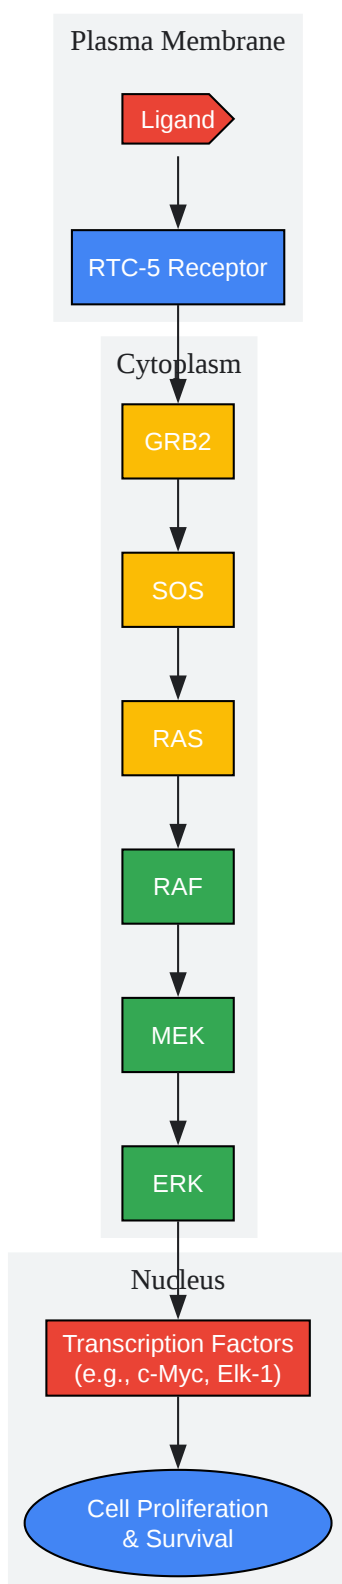 Plasma Membrane
Ligand
RTC-5 Receptor
Cytoplasm
GRB2
SOS
RAS
RAF
MEK
ERK
Nucleus
Transcription Factors
(e.g., c-Myc, Elk-1)
Cell Proliferation
& Survival